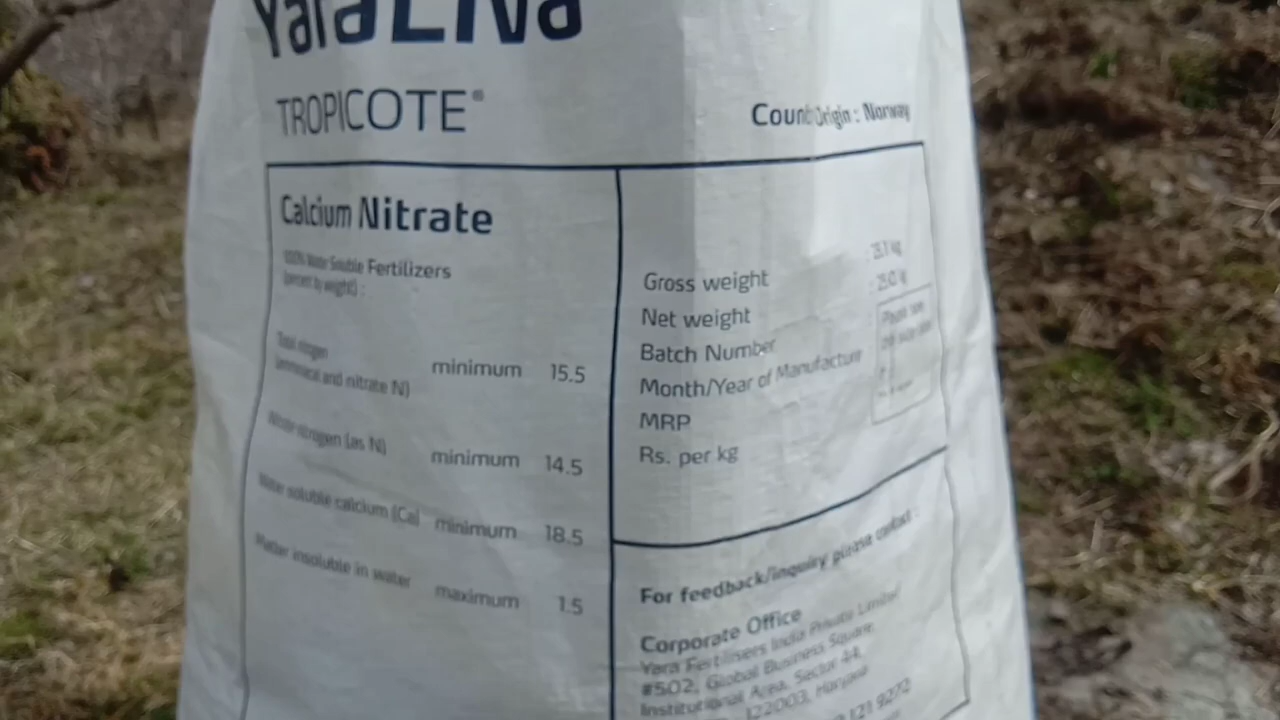 YaraLiva
TROPICOTE®
Country Origin : Norway
Calcium Nitrate
100% Water Soluble Fertilizers
(percent by weight) :
Total nitrogen
(ammoniacal and nitrate N) minimum 15.5
Nitrate nitrogen (as N) minimum 14.5
Water soluble calcium (Ca) minimum 18.5
Matter insoluble in water maximum 1.5
Gross weight
Net weight
Batch Number
Month/Year of Manufacture
MRP
Rs. per kg
For feedback/inquiry please contact :
Corporate Office
Yara Fertilisers India Private Limited
#502, Global Business Square,
Institutional Area, Sector 44,
122003, Haryana
121 9272